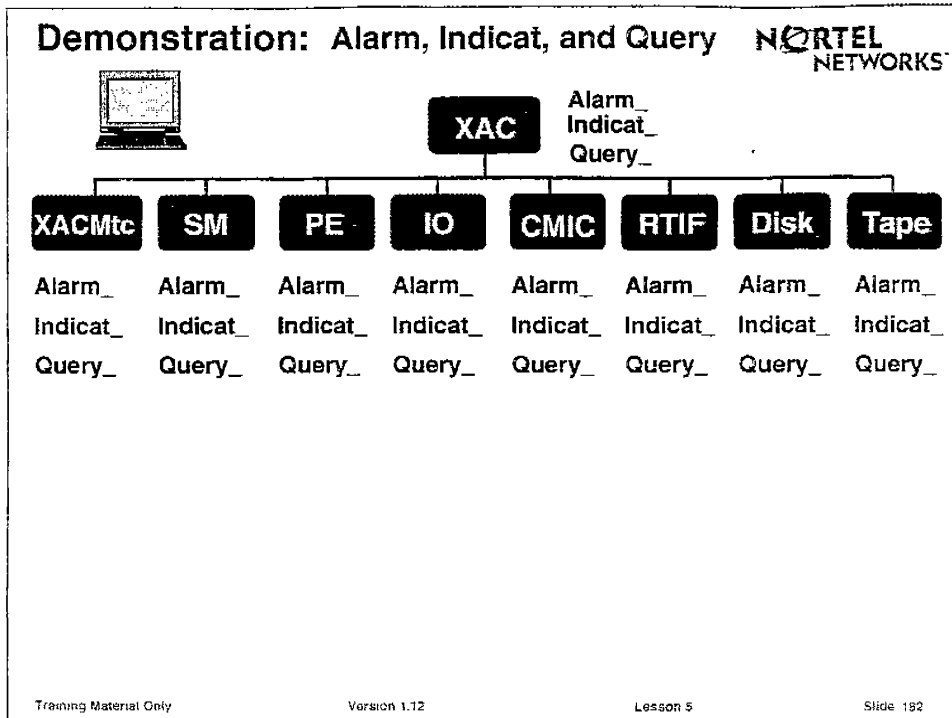 Demonstration: Alarm, Indicat, and Query
NORTEL
NETWORKS
XAC
Alarm_
Indicat_
Query_
XACMtc SM PE IO CMIC RTIF Disk Tape
Alarm_ Alarm_ Alarm_ Alarm_ Alarm_ Alarm_ Alarm_ Alarm_
Indicat_ Indicat_ Indicat_ Indicat_ Indicat_ Indicat_ Indicat_ Indicat_
Query_ Query_ Query_ Query_ Query_ Query_ Query_ Query_
Training Material Only Version 1.12 Lesson 5 Slide 182